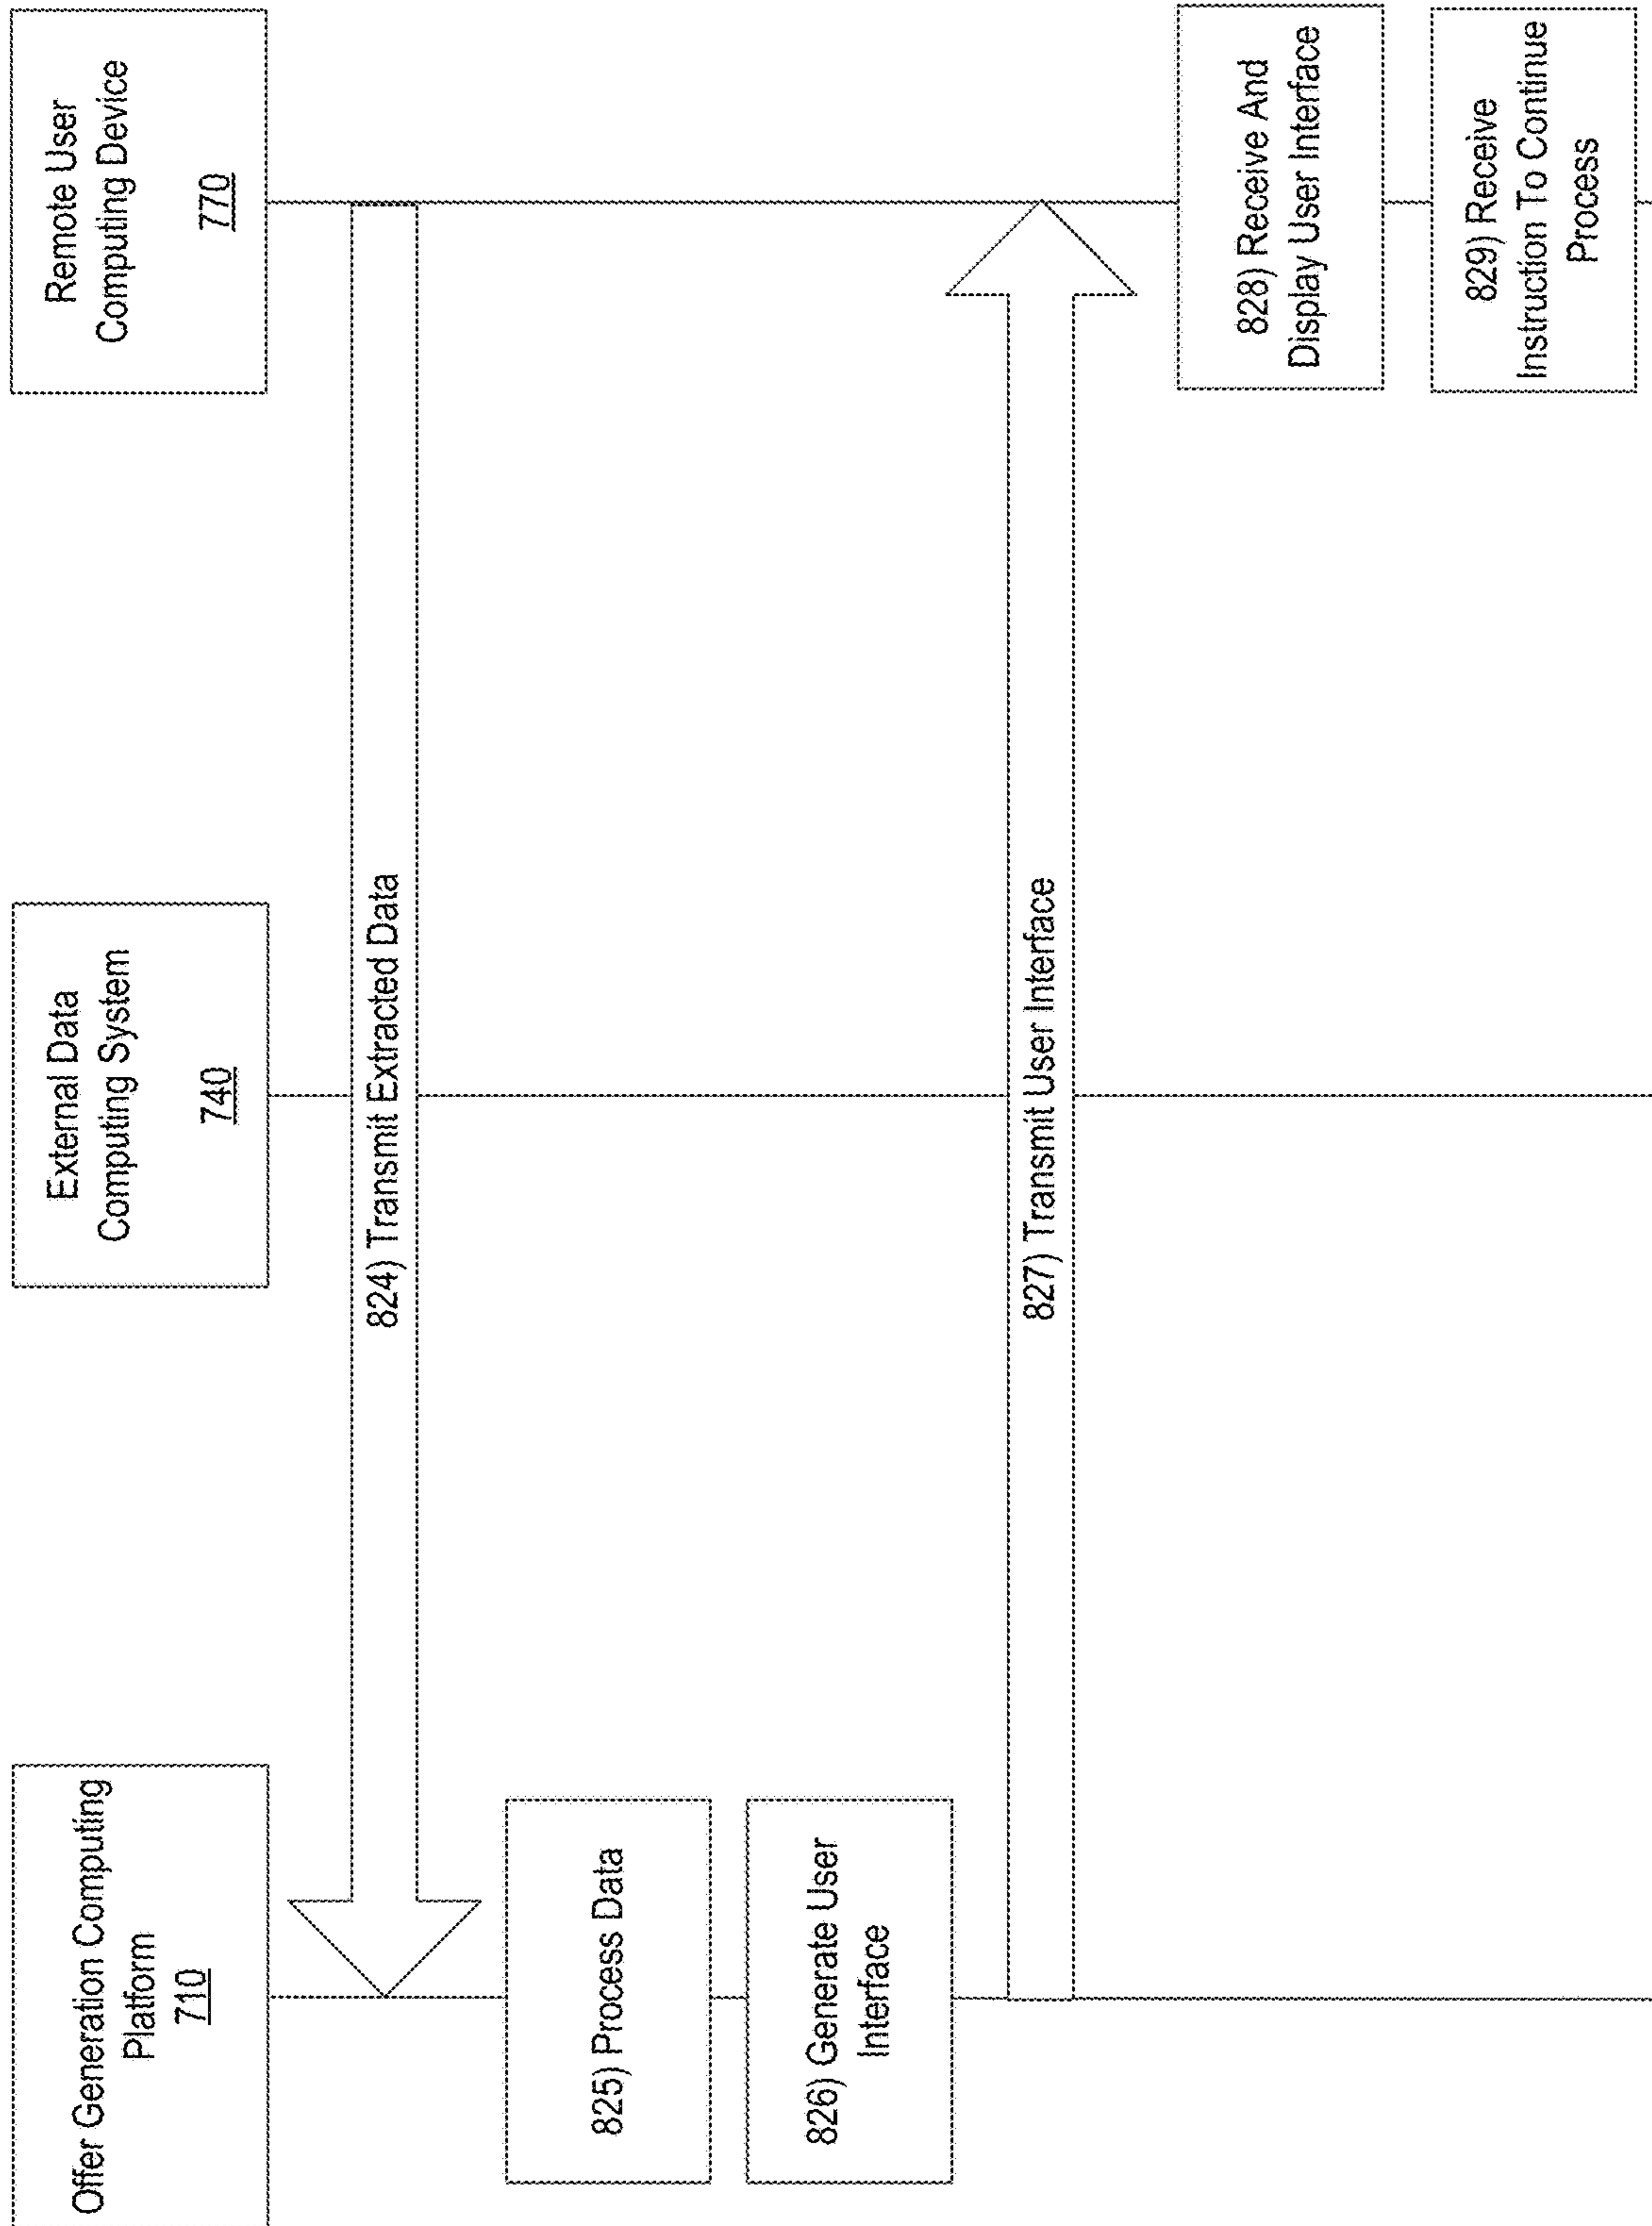 Offer Generation Computing
Platform
710
External Data
Computing System
740
Remote User
Computing Device
770
824) Transmit Extracted Data
825) Process Data
826) Generate User
Interface
827) Transmit User Interface
828) Receive And
Display User Interface
829) Receive
Instruction To Continue
Process